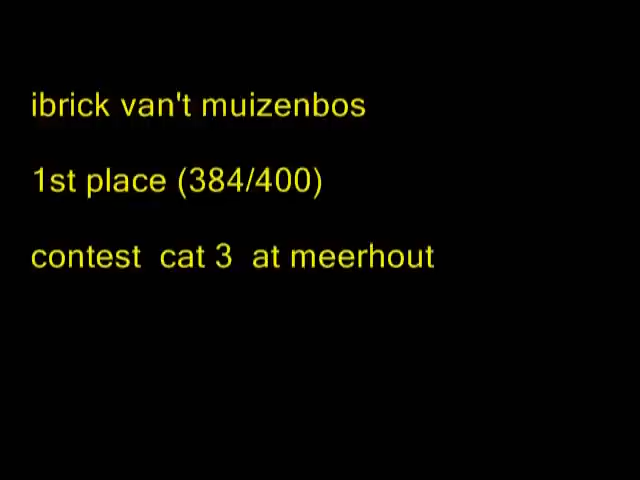 ibrick van't muizenbos
1st place (384/400)
contest  cat 3  at meerhout